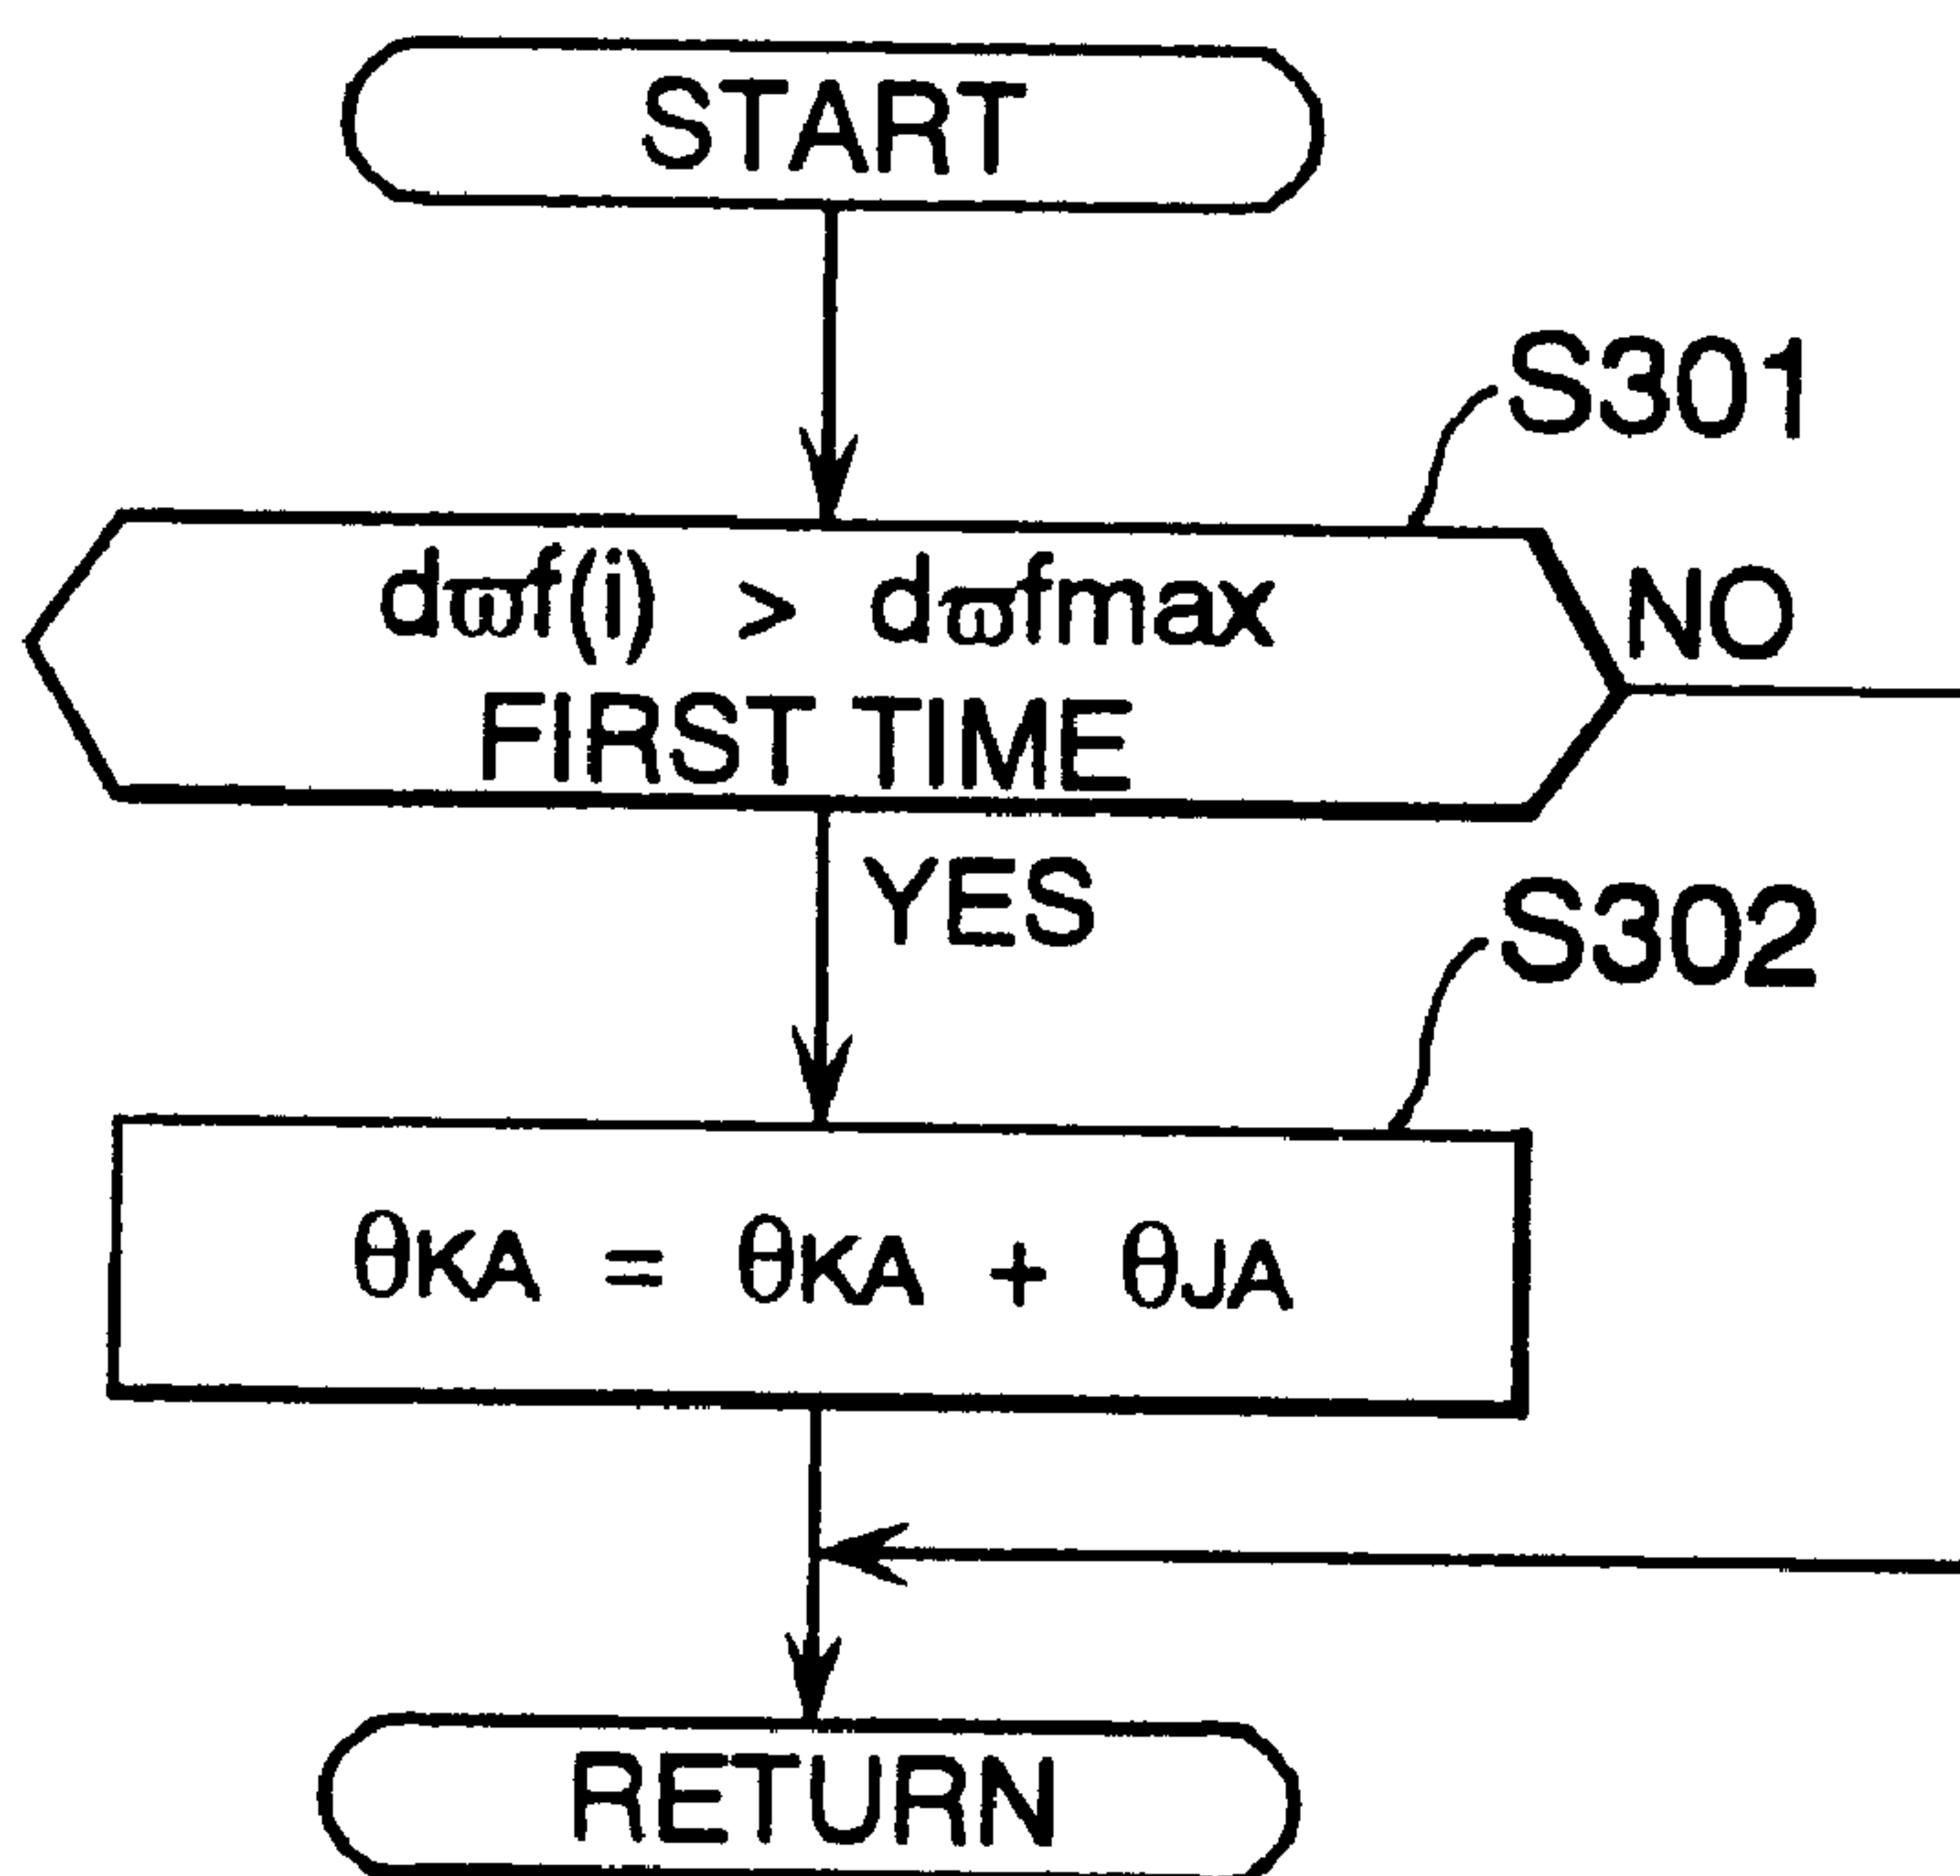 START
S301
dϖf(i) > dϖfmax
FIRST TIME
NO
YES
S302
θKA = θKA + θJA
RETURN